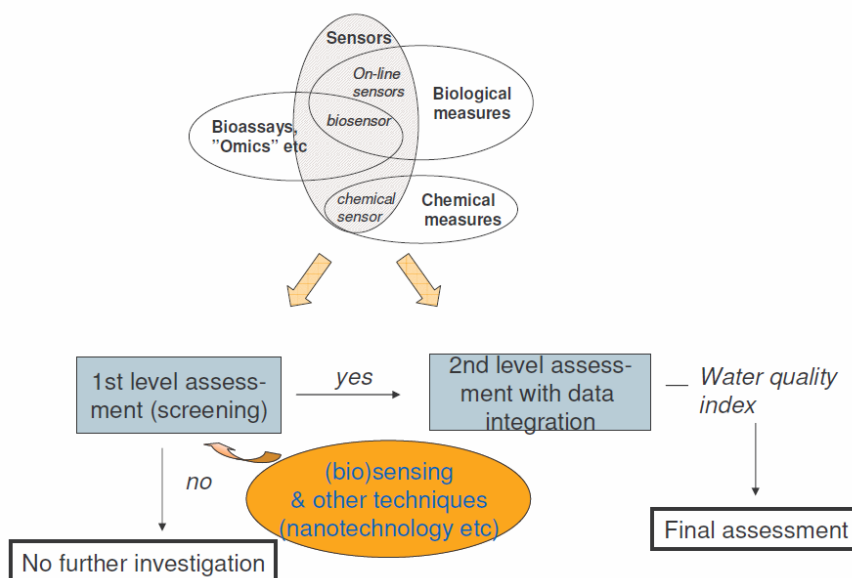 Sensors
On-line
sensors
Biological
measures
Bioassays,
"Omics" etc
biosensor
chemical
sensor
Chemical
measures
1st level assess-
ment (screening)
yes
2nd level assess-
ment with data
integration
Water quality
index
no
(bio)sensing
& other techniques
(nanotechnology etc)
No further investigation
Final assessment